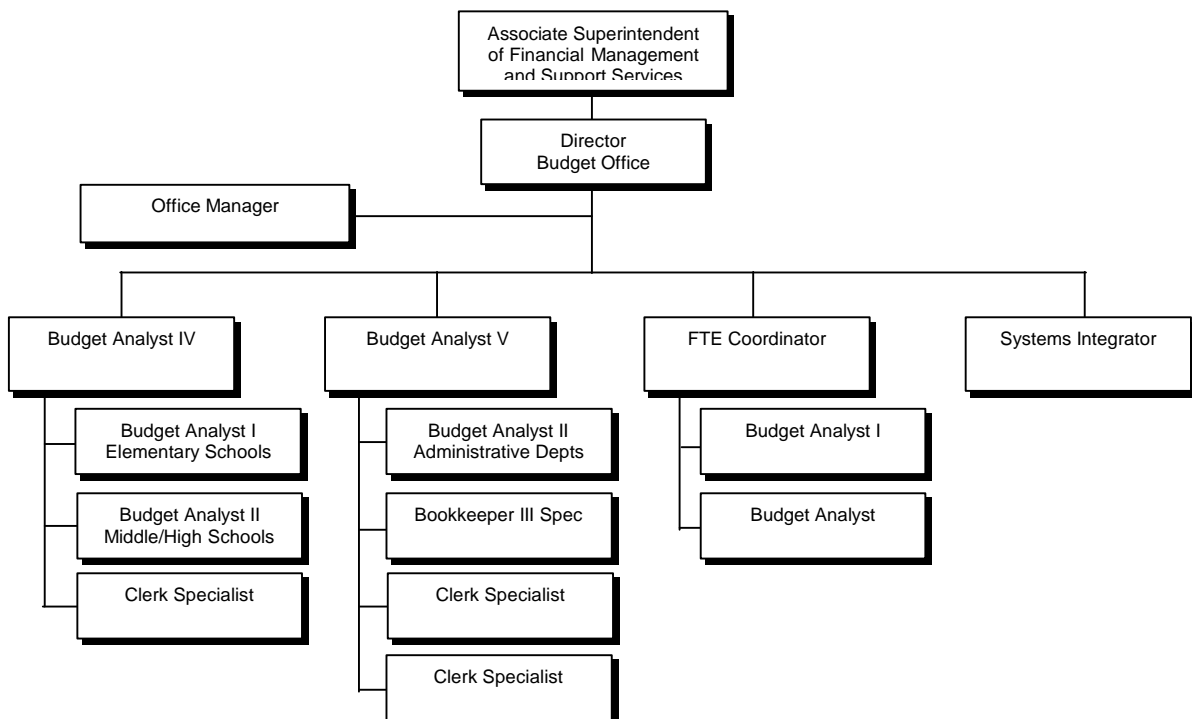 Associate Superintendent
of Financial Management
and Support Services
Director
Budget Office
Office Manager
Budget Analyst IV
Budget Analyst V
FTE Coordinator
Systems Integrator
Budget Analyst I
Elementary Schools
Budget Analyst II
Middle/High Schools
Clerk Specialist
Budget Analyst II
Administrative Depts
Bookkeeper III Spec
Clerk Specialist
Clerk Specialist
Budget Analyst I
Budget Analyst